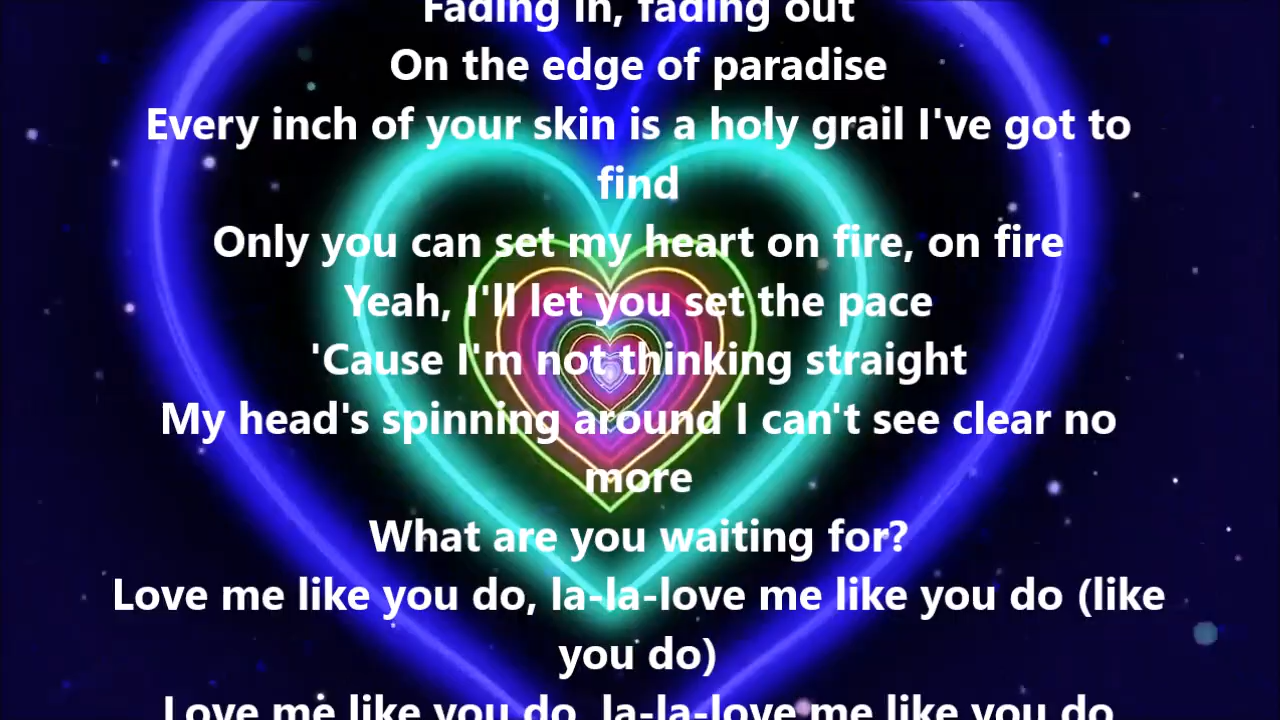 Fading in, fading out
On the edge of paradise
Every inch of your skin is a holy grail I've got to
find
Only you can set my heart on fire, on fire
Yeah, I'll let you set the pace
'Cause I'm not thinking straight
My head's spinning around I can't see clear no
more
What are you waiting for?
Love me like you do, la-la-love me like you do (like
you do)
Love me like you do, la-la-love me like you do